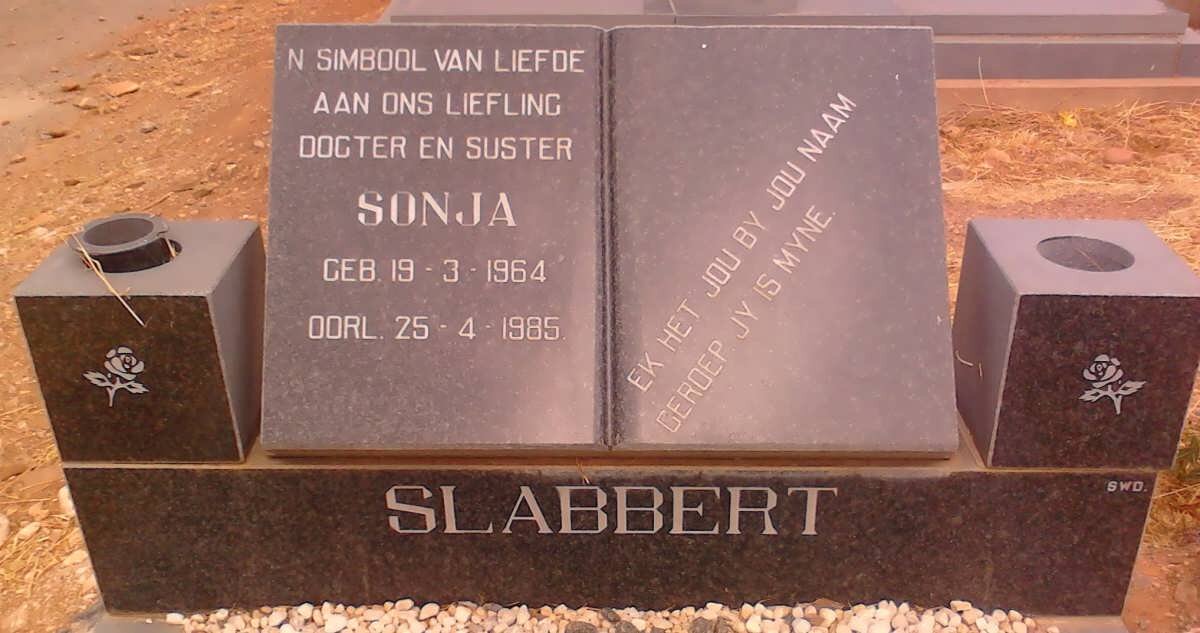 N SIMBOOL VAN LIEFDE
AAN ONS LIEFLING
DOGTER EN SUSTER
SONJA
GEB. 19 - 3 - 1964
OORL. 25 - 4 - 1985.
EK HET JOU BY JOU NAAM
GEROEP. JY IS MYNE.
SLABBERT
SWD.